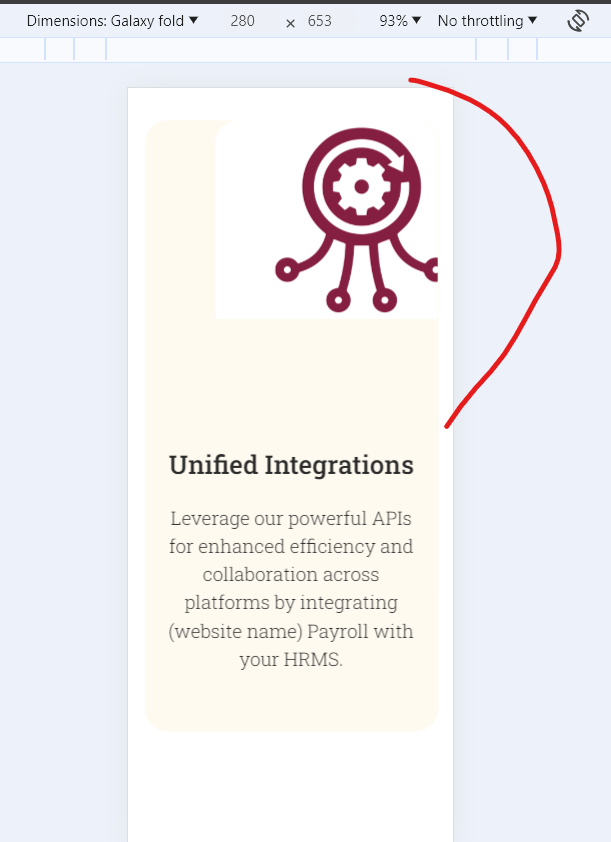 Dimensions: Galaxy fold ▼ 280 × 653 93% ▼ No throttling ▼
Unified Integrations
Leverage our powerful APIs
for enhanced efficiency and
collaboration across
platforms by integrating
(website name) Payroll with
your HRMS.